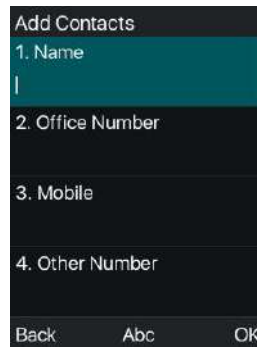 Add Contacts
1. Name
2. Office Number
3. Mobile
4. Other Number
Back Abc OK